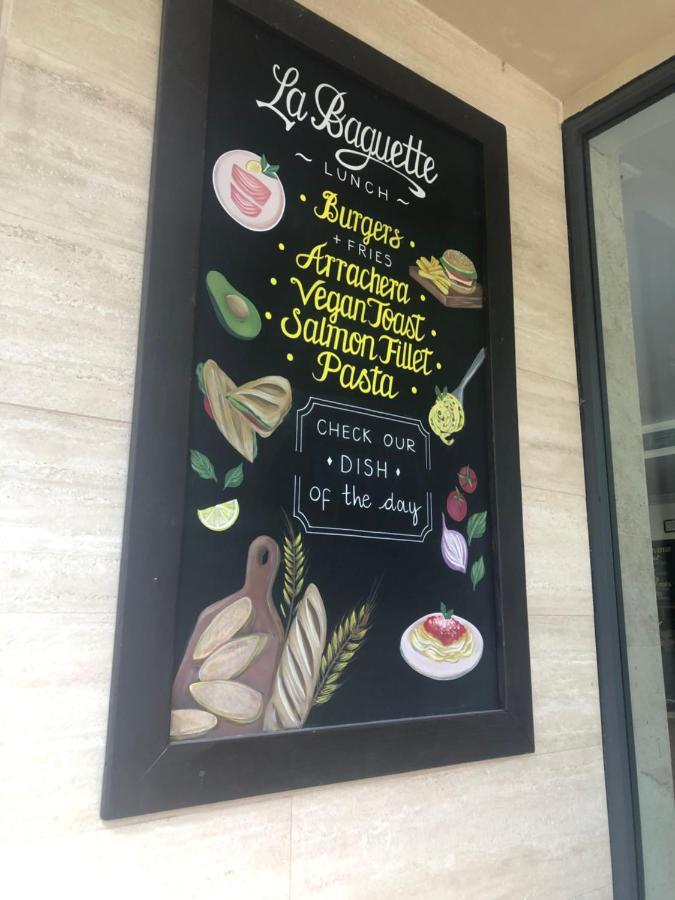 La Baguette
~ LUNCH ~
• Burgers •
+ FRIES
• Arrachera •
• Vegan Toast •
• Salmon Fillet •
• Pasta •
CHECK OUR
♦ DISH ♦
of the day